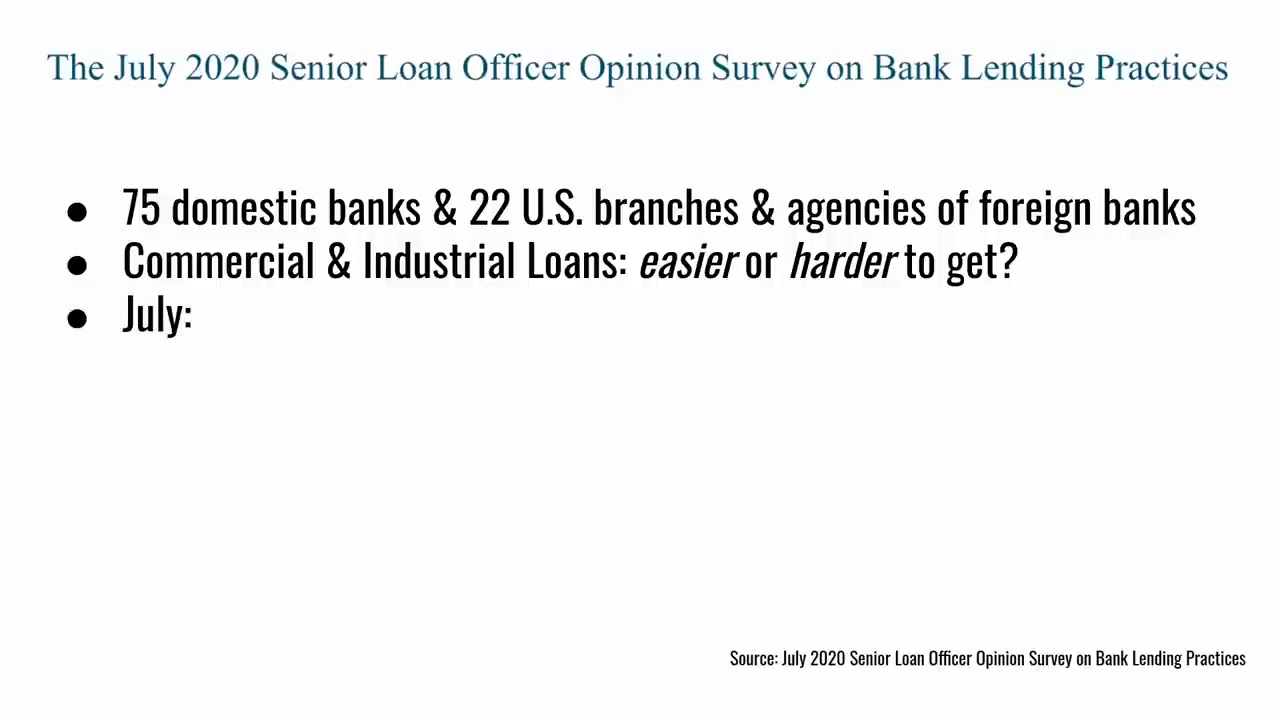 The July 2020 Senior Loan Officer Opinion Survey on Bank Lending Practices
● 75 domestic banks & 22 U.S. branches & agencies of foreign banks
● Commercial & Industrial Loans: easier or harder to get?
● July:
Source: July 2020 Senior Loan Officer Opinion Survey on Bank Lending Practices